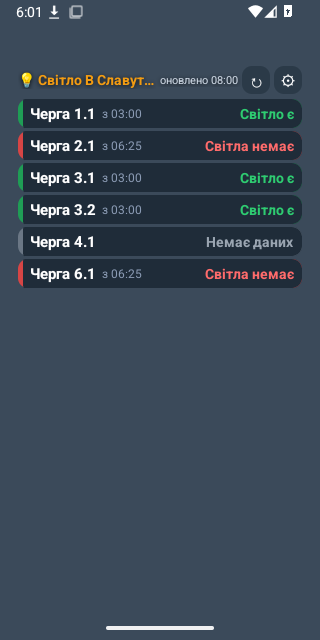 6:01
💡 Світло В Славут… оновлено 08:00
Черга 1.1 з 03:00 Світло є
Черга 2.1 з 06:25 Світла немає
Черга 3.1 з 03:00 Світло є
Черга 3.2 з 03:00 Світло є
Черга 4.1 Немає даних
Черга 6.1 з 06:25 Світла немає